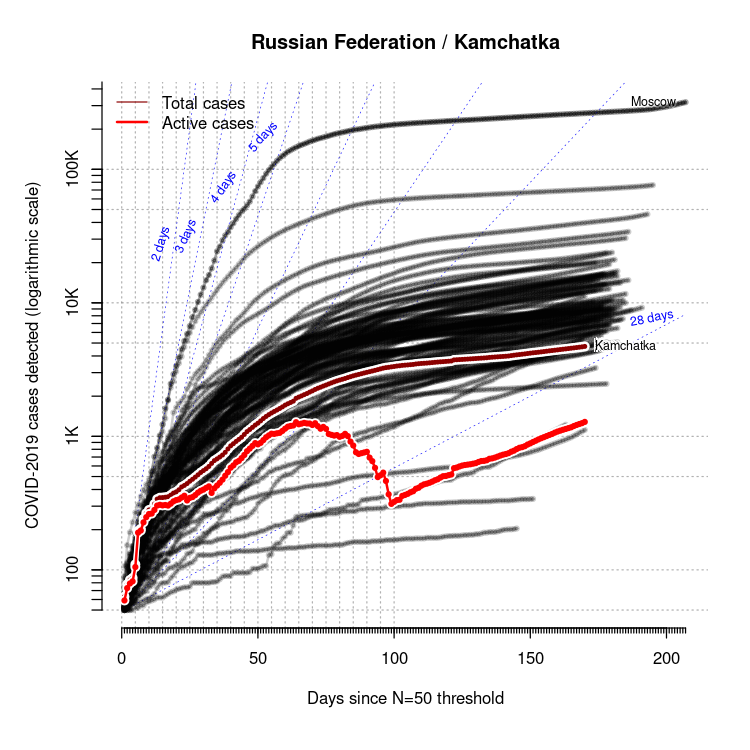 Russian Federation / Kamchatka
Total cases
Active cases
Moscow
2 days
3 days
4 days
5 days
28 days
Kamchatka
COVID-2019 cases detected (logarithmic scale)
100K
10K
1K
100
0
50
100
150
200
Days since N=50 threshold